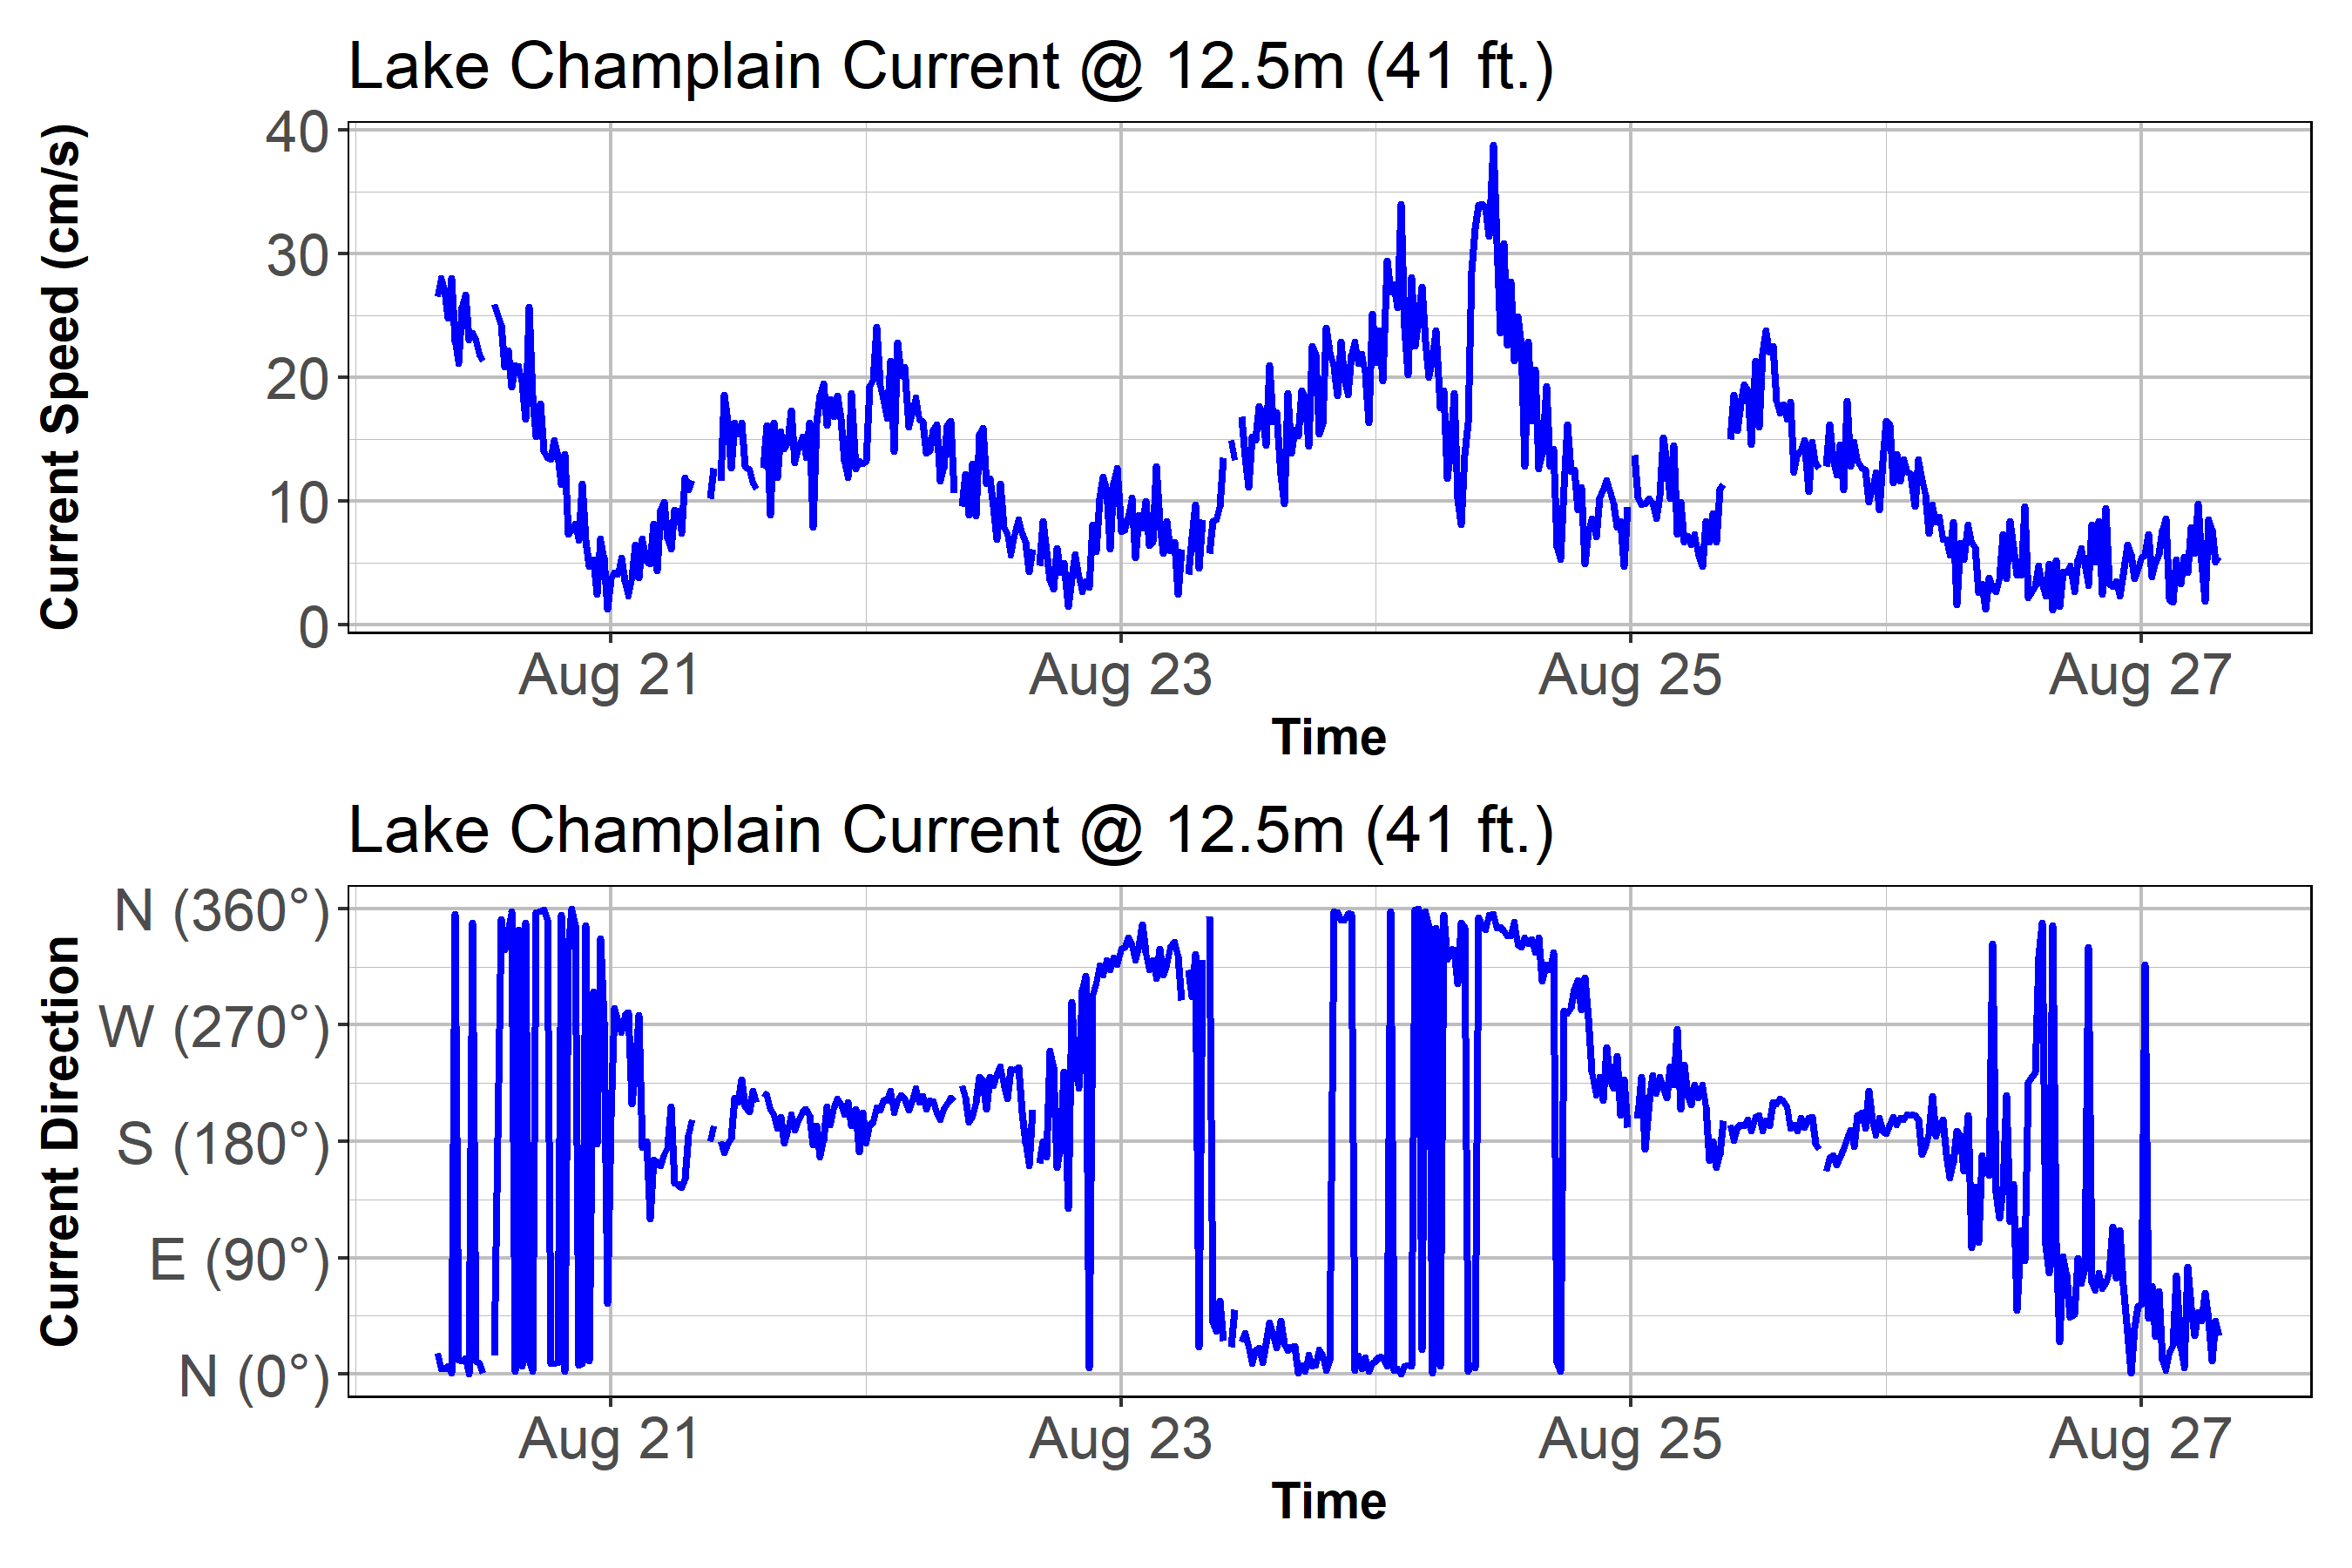 Lake Champlain Current @ 12.5m (41 ft.)
Current Speed (cm/s)
40
30
20
10
0
Aug 21 Aug 23 Aug 25 Aug 27
Time
Lake Champlain Current @ 12.5m (41 ft.)
Current Direction
N (360°)
W (270°)
S (180°)
E (90°)
N (0°)
Aug 21 Aug 23 Aug 25 Aug 27
Time